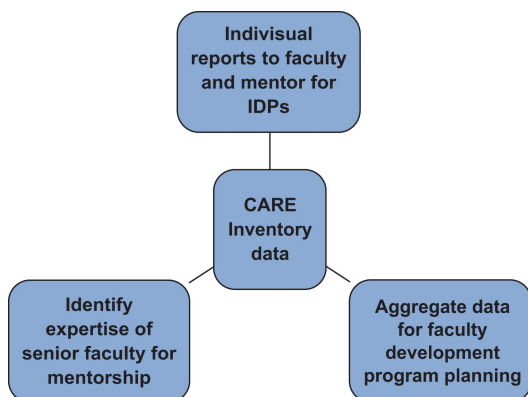 Indivisual
reports to faculty
and mentor for
IDPs
CARE
Inventory
data
Identify
expertise of
senior faculty for
mentorship
Aggregate data
for faculty
development
program planning